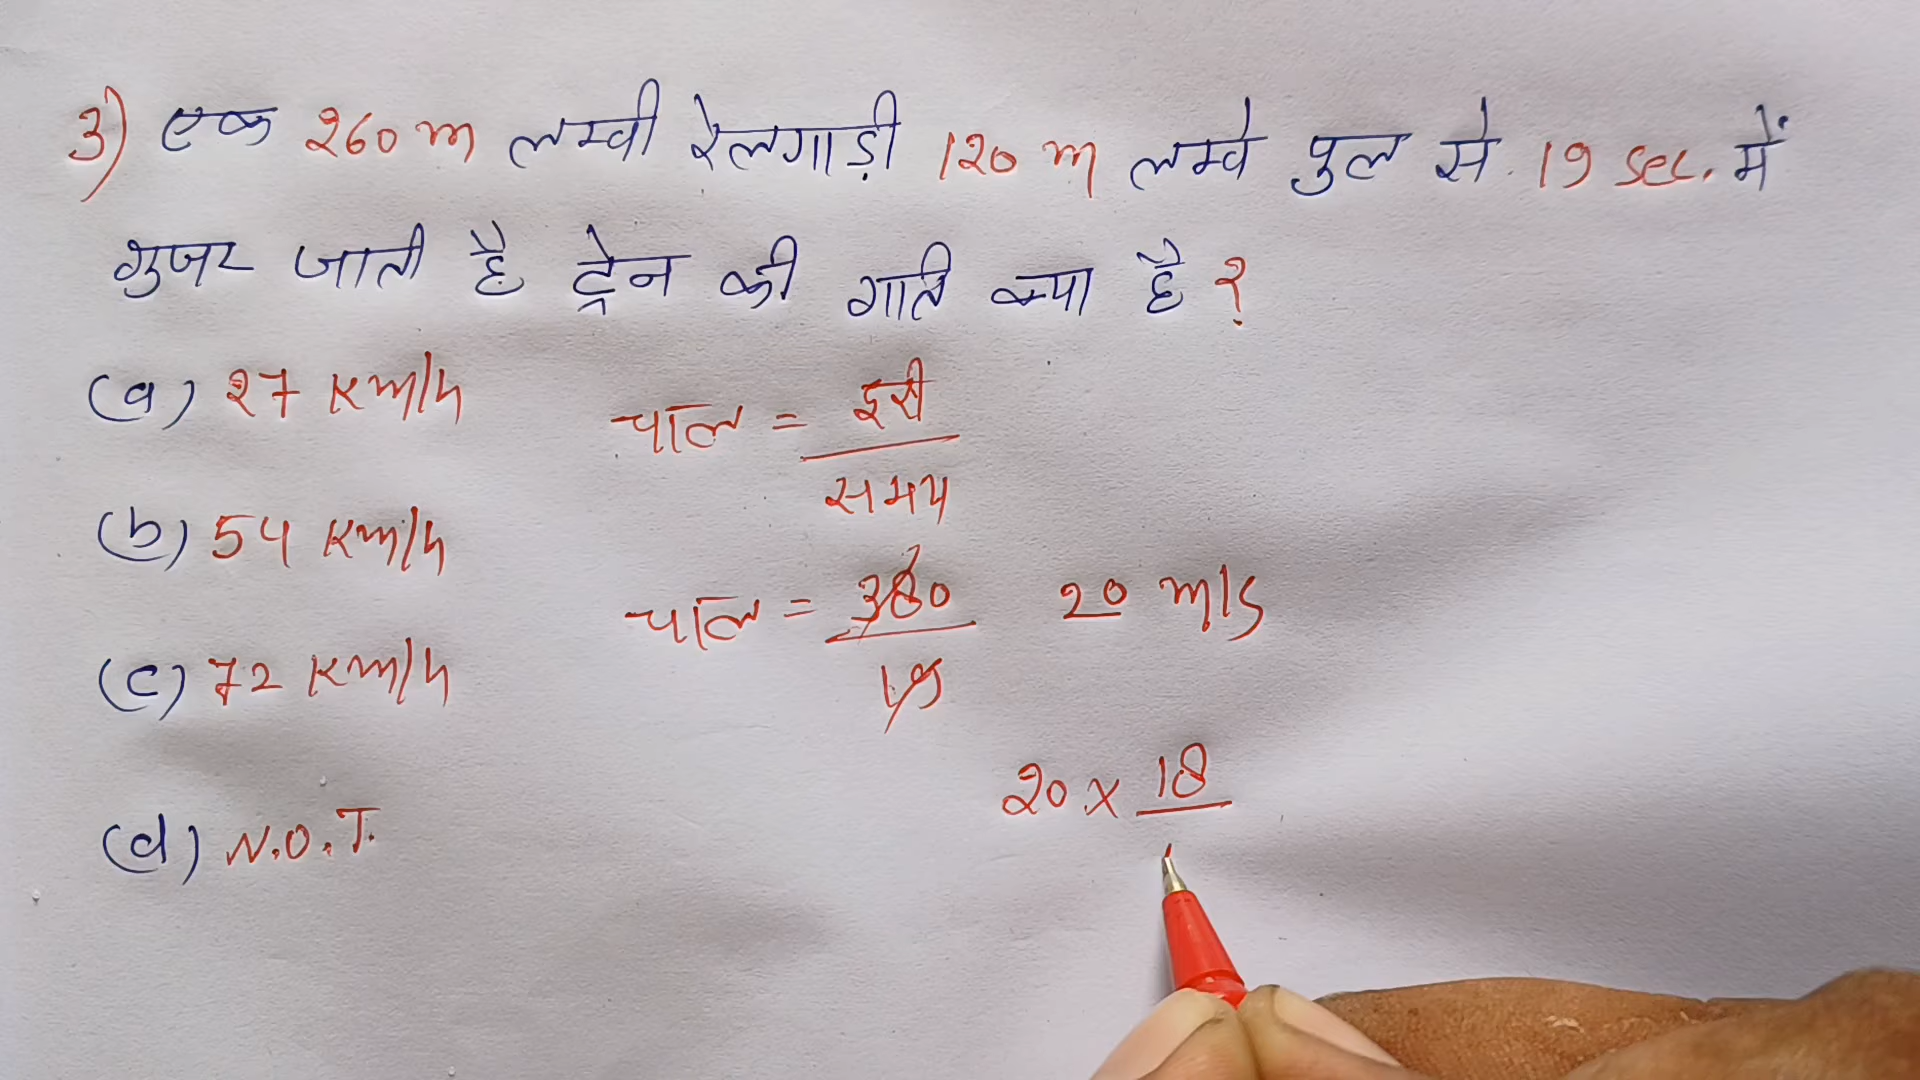 3) एक 260 m लम्बी रेलगाड़ी 120 m लम्बे पुल से 19 sec. में
गुजर जाती है ट्रेन की गति क्या है ?
(a) 27 km/h
चाल = दूरी / समय
(b) 54 km/h
चाल = 380 / 19 20 m/s
(c) 72 km/h
20 × 18
(d) N.O.T.